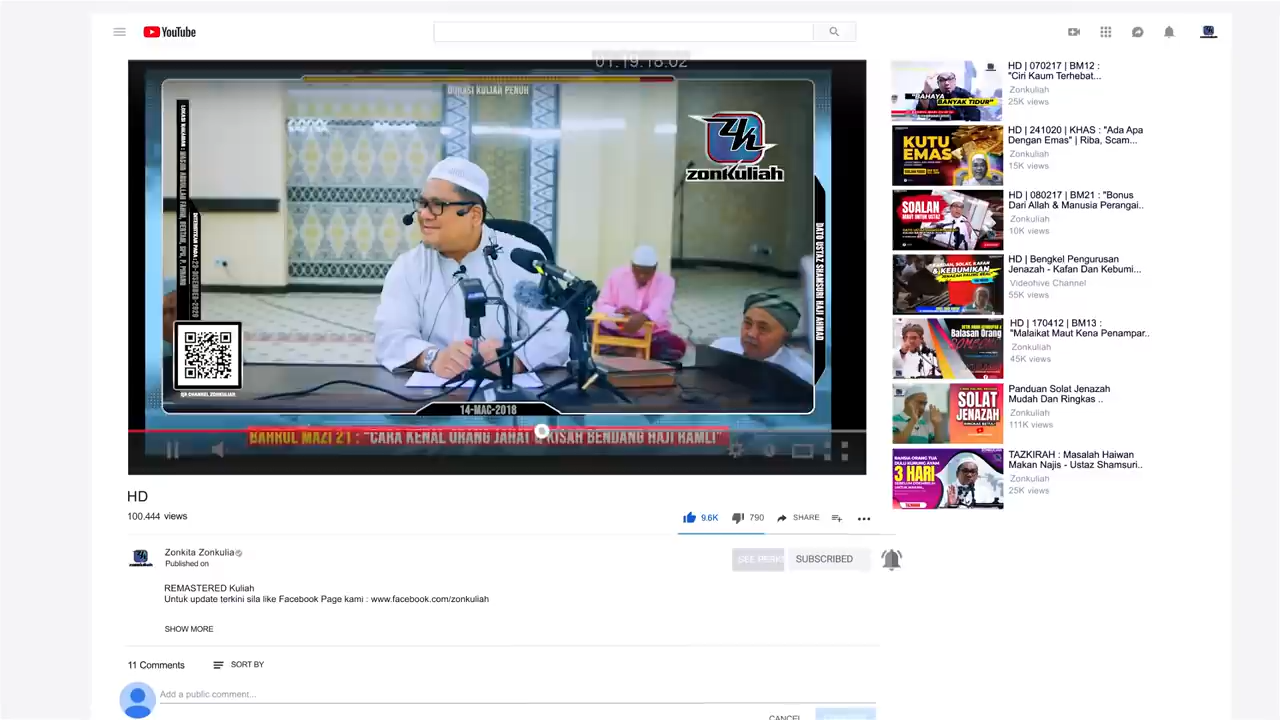 YouTube
01:19:18:02
DURASI KULIAH PENUH
zonkuliah
DATO USTAZ SHAMSURI HAJI AHMAD
14-MAC-2018
BAHRUL MAZI 21 : "CARA KENAL ORANG JAHAT & KISAH BENDANG HAJI RAMLI"
HD
100.444 views
9.6K
790
SHARE
Zonkita Zonkulia
Published on
SEE PERKS
SUBSCRIBED
REMASTERED Kuliah
Untuk update terkini sila like Facebook Page kami : www.facebook.com/zonkuliah
SHOW MORE
11 Comments
SORT BY
Add a public comment...
CANCEL
HD | 070217 | BM12 :
"Ciri Kaum Terhebat...
Zonkuliah
25K views
"BAHAYA
BANYAK TIDUR"
HD | 241020 | KHAS : "Ada Apa
Dengan Emas" | Riba, Scam...
Zonkuliah
15K views
KUTU
EMAS
HD | 080217 | BM21 : "Bonus
Dari Allah & Manusia Perangai..
Zonkuliah
10K views
SOALAN
MAUT UNTUK USTAZ
HD | Bengkel Pengurusan
Jenazah - Kafan Dan Kebumi...
Videohive Channel
55K views
& KEBUMIKAN
HD | 170412 | BM13 :
"Malaikat Maut Kena Penampar..
Zonkuliah
45K views
Balasan Orang
Panduan Solat Jenazah
Mudah Dan Ringkas ..
Zonkuliah
111K views
SOLAT
JENAZAH
TAZKIRAH : Masalah Haiwan
Makan Najis - Ustaz Shamsuri..
Zonkuliah
25K views
3 HARI